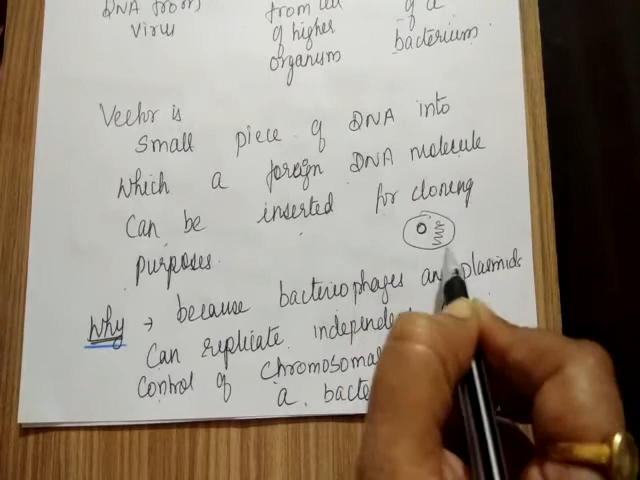 DNA from
from cell
of a
virus
of higher
bacterium.
organism
Vector is
small piece of DNA into
which a foreign DNA molecule
can be inserted for cloning
purposes.
Why → because bacteriophages and plasmids
can replicate
control of chromosomal
a bacte